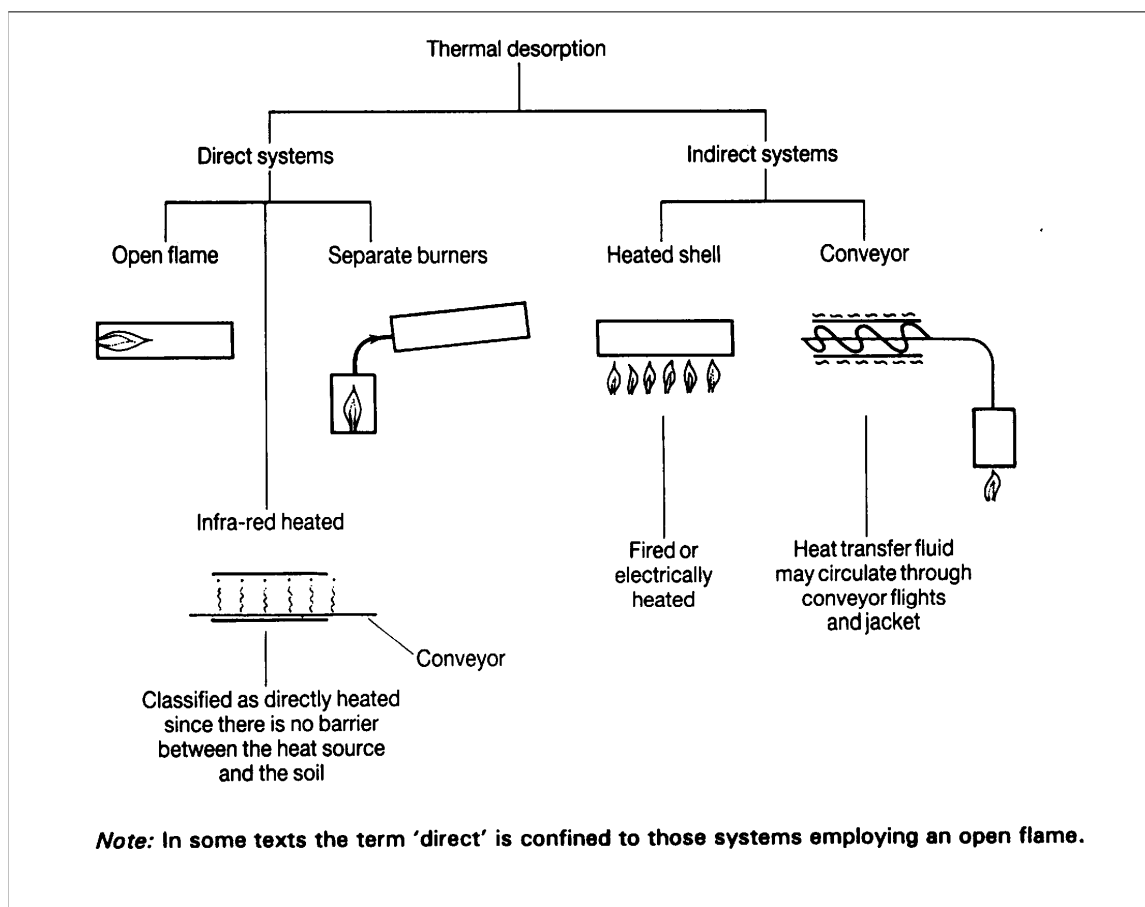 Thermal desorption
Direct systems
Indirect systems
Open flame
Separate burners
Heated shell
Conveyor
Infra-red heated
Conveyor
Classified as directly heated
since there is no barrier
between the heat source
and the soil
Fired or
electrically
heated
Heat transfer fluid
may circulate through
conveyor flights
and jacket
Note: In some texts the term 'direct' is confined to those systems employing an open flame.